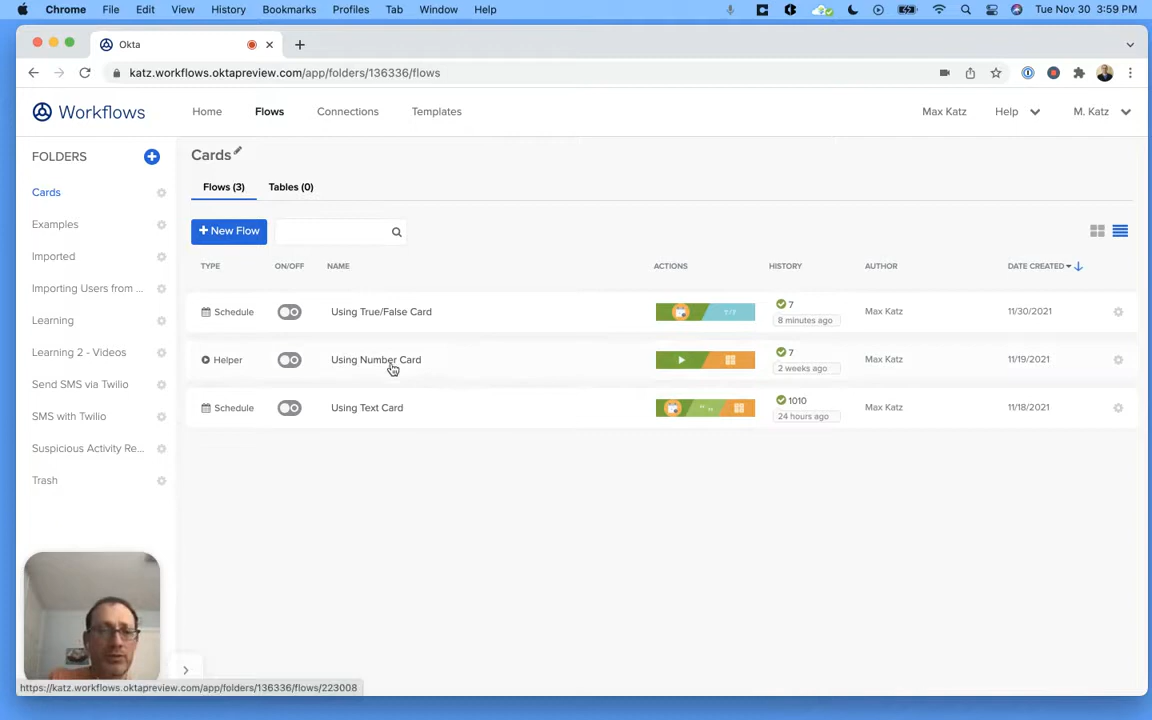 Chrome File Edit View History Bookmarks Profiles Tab Window Help Tue Nov 30 3:59 PM
Okta
katz.workflows.oktapreview.com/app/folders/136336/flows
Workflows Home Flows Connections Templates Max Katz Help M. Katz
FOLDERS
Cards
Examples
Imported
Importing Users from ...
Learning
Learning 2 - Videos
Send SMS via Twilio
SMS with Twilio
Suspicious Activity Re...
Trash
Cards
Flows (3) Tables (0)
+ New Flow
TYPE ON/OFF NAME ACTIONS HISTORY AUTHOR DATE CREATED
Schedule Using True/False Card 7 Max Katz 11/30/2021
8 minutes ago
Helper Using Number Card 7 Max Katz 11/19/2021
2 weeks ago
Schedule Using Text Card 1010 Max Katz 11/18/2021
24 hours ago
https://katz.workflows.oktapreview.com/app/folders/136336/flows/223008